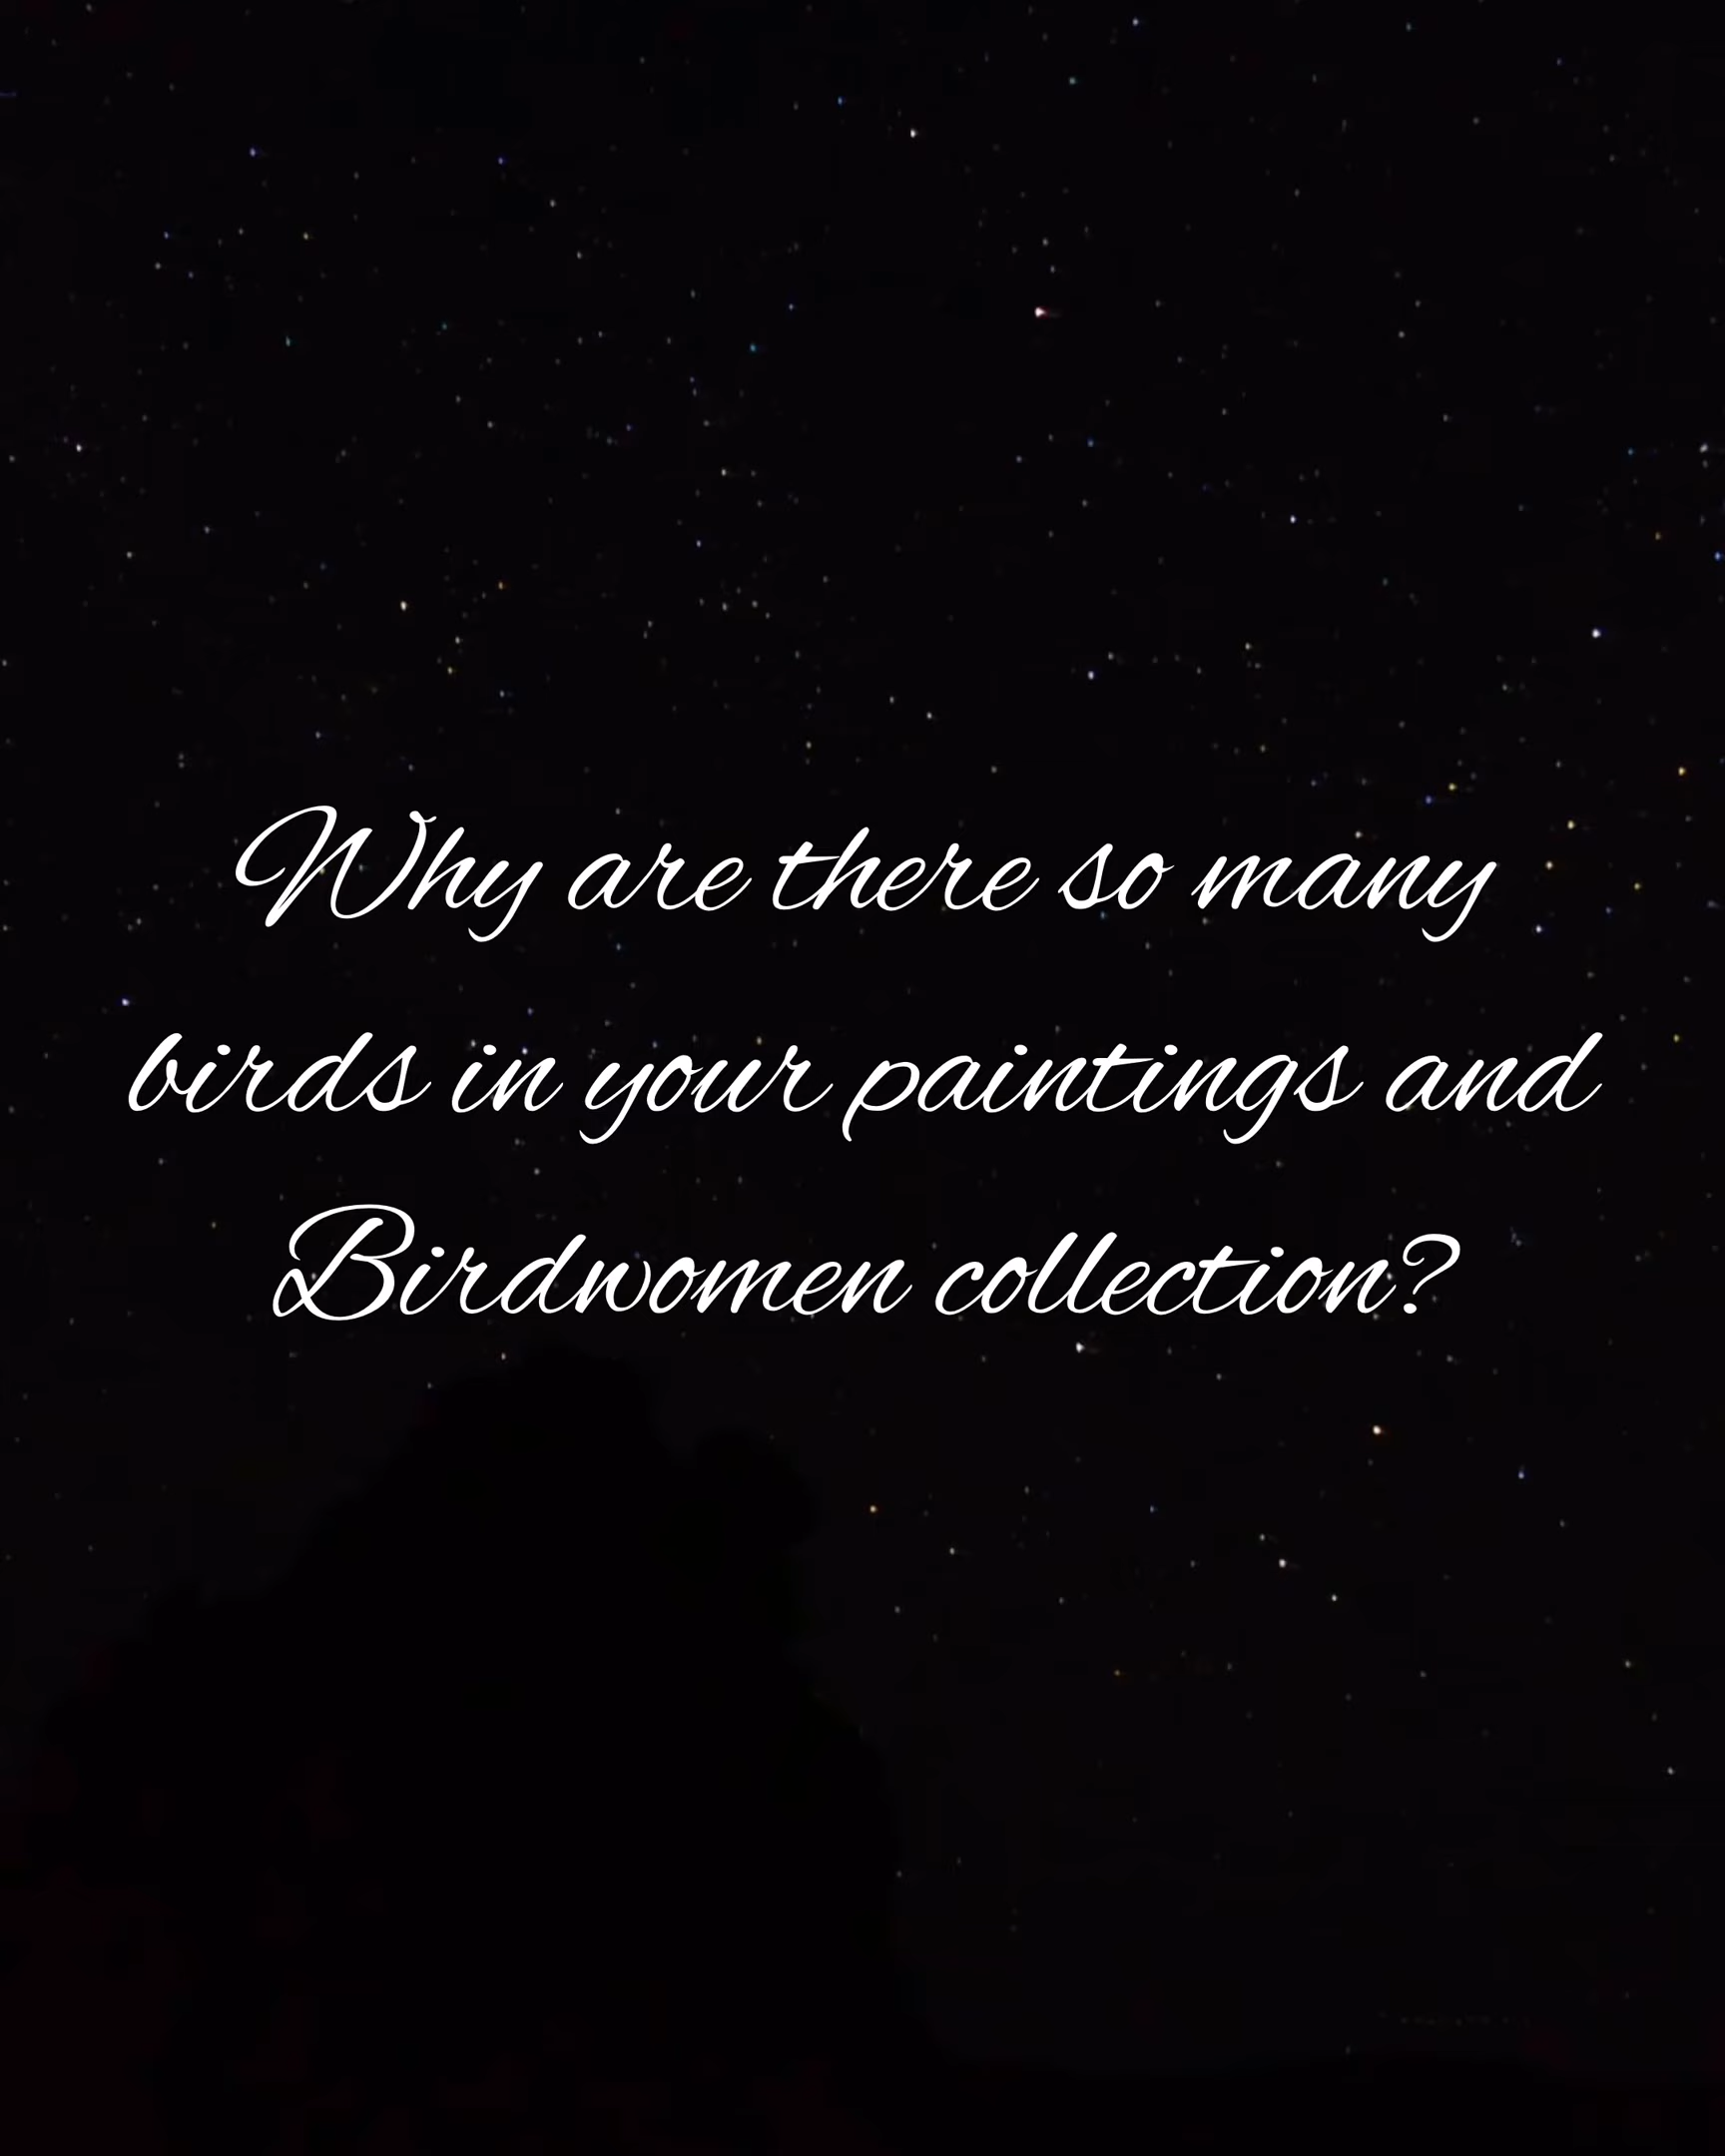 Why are there so many
birds in your paintings and
Birdwomen collection?